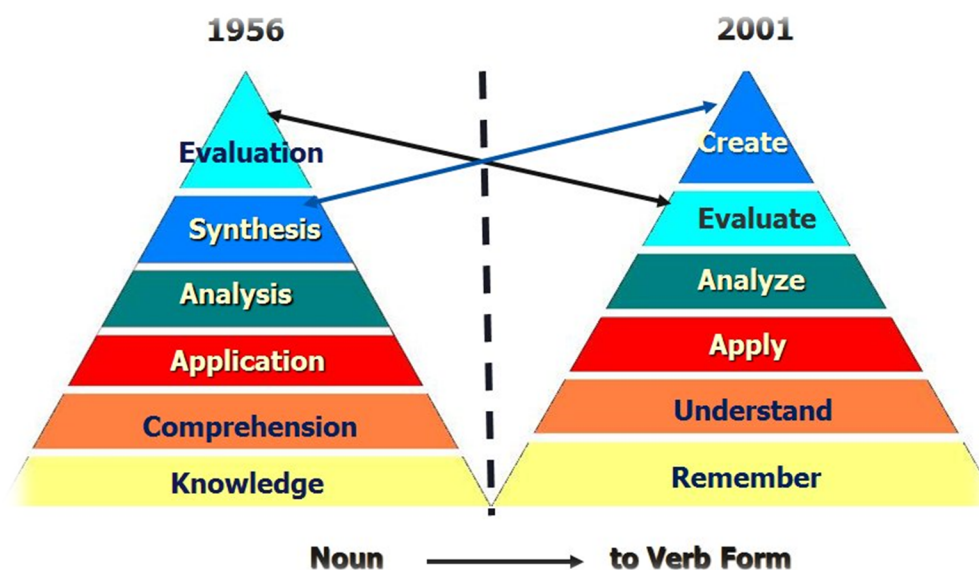 1956
Evaluation
Synthesis
Analysis
Application
Comprehension
Knowledge
2001
Create
Evaluate
Analyze
Apply
Understand
Remember
Noun to Verb Form